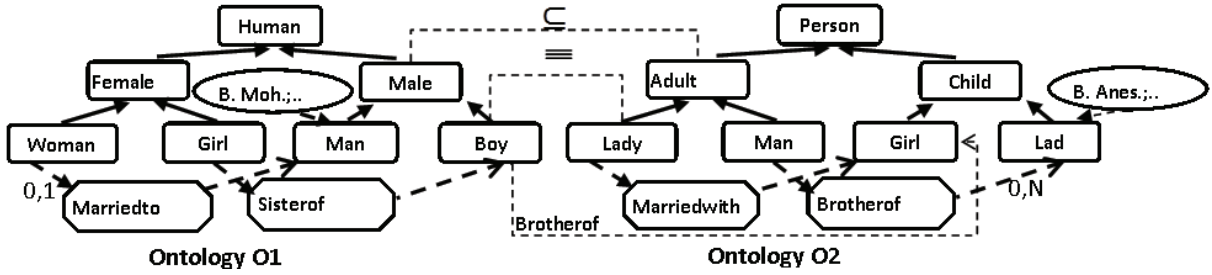 Human
⊆
Person
≡
Female
B. Moh.;..
Male
Adult
Child
B. Anes.;..
Woman
Girl
Man
Boy
Lady
Man
Girl
Lad
0,1
Marriedto
Sisterof
Marriedwith
Brotherof
0,N
Brotherof
Ontology O1
Ontology O2